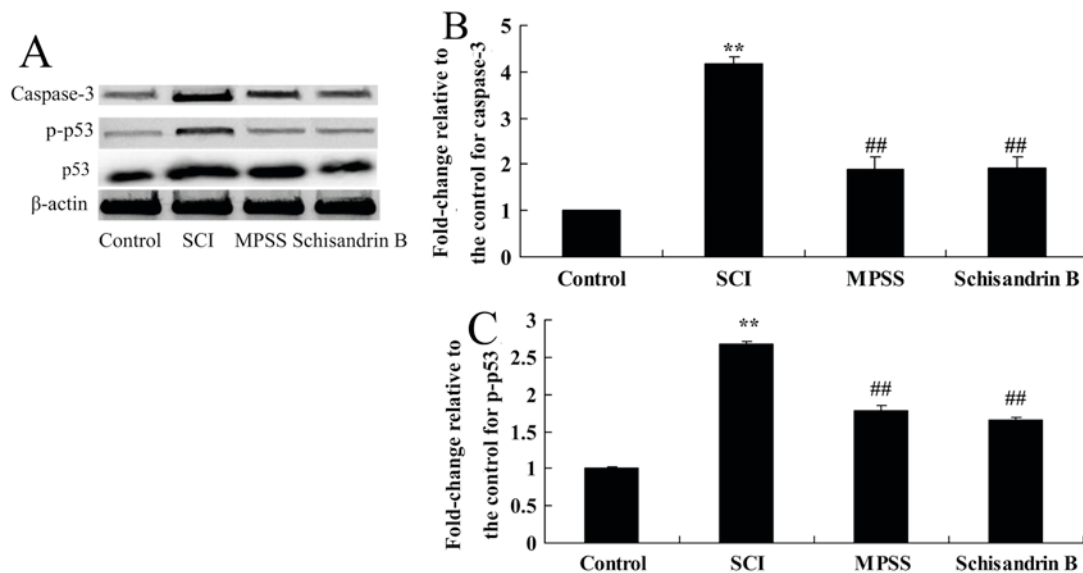 A
Caspase-3
p-p53
p53
β-actin
Control SCI MPSS Schisandrin B
B
Fold-change relative to
the control for caspase-3
5
4
3
2
1
0
**
##
##
Control SCI MPSS Schisandrin B
C
Fold-change relative to
the control for p-p53
3
2.5
2
1.5
1
0.5
0
**
##
##
Control SCI MPSS Schisandrin B